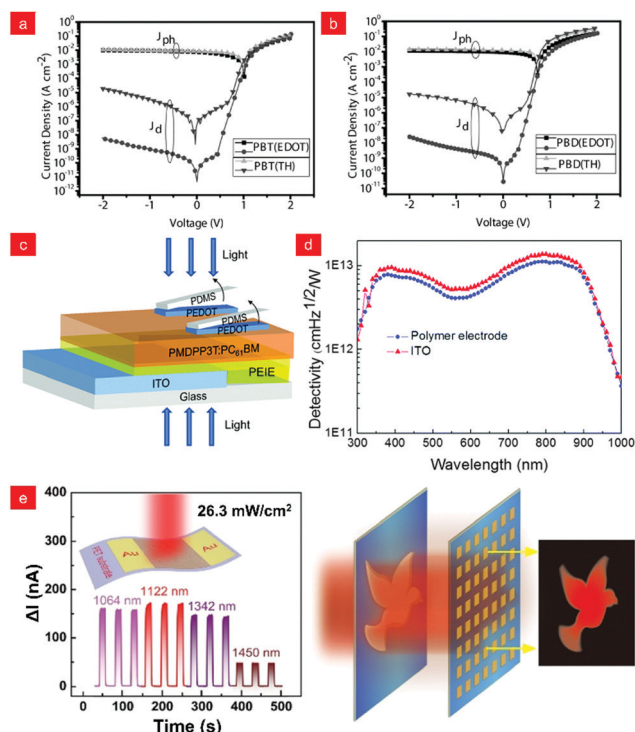 a
b
J_ph
J_d
PBT(EDOT)
PBT(TH)
Current Density (A cm⁻²)
10⁻¹
10⁻²
10⁻³
10⁻⁴
10⁻⁵
10⁻⁶
10⁻⁷
10⁻⁸
10⁻⁹
10⁻¹⁰
10⁻¹¹
10⁻¹²
-2 -1 0 1 2
Voltage (V)
J_ph
J_d
PBD(EDOT)
PBD(TH)
Current Density (A cm⁻²)
10⁻¹
10⁻²
10⁻³
10⁻⁴
10⁻⁵
10⁻⁶
10⁻⁷
10⁻⁸
10⁻⁹
10⁻¹⁰
10⁻¹¹
-2 -1 0 1 2
Voltage (V)
c
Light
PDMS
PEDOT
PDMS
PEDOT
PMDPP3T:PC₆₁BM
PEIE
ITO
Glass
Light
d
Detectivity (cmHz^1/2/W
1E13
1E11
Polymer electrode
ITO
300 400 500 600 700 800 900 1000
Wavelength (nm)
e
ΔI (nA)
400
300
200
100
0
26.3 mW/cm²
PET substrate
Au
Au
1064 nm
1122 nm
1342 nm
1450 nm
0 100 200 300 400 500
Time (s)